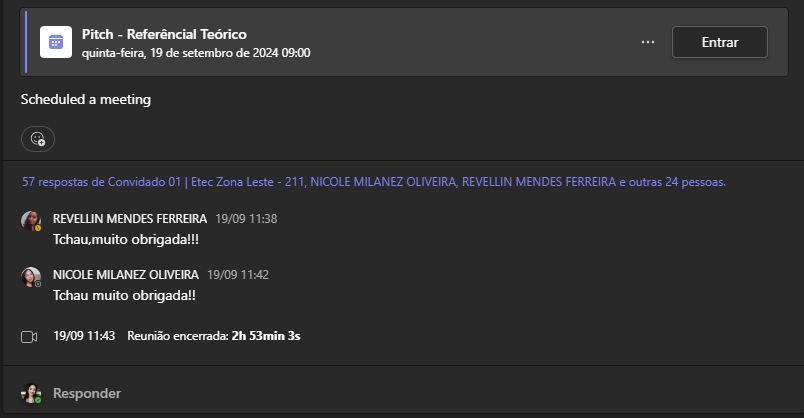 Pitch - Referêncial Teórico
quinta-feira, 19 de setembro de 2024 09:00
... Entrar
Scheduled a meeting
57 respostas de Convidado 01 | Etec Zona Leste - 211, NICOLE MILANEZ OLIVEIRA, REVELLIN MENDES FERREIRA e outras 24 pessoas.
REVELLIN MENDES FERREIRA 19/09 11:38
Tchau,muito obrigada!!!
NICOLE MILANEZ OLIVEIRA 19/09 11:42
Tchau muito obrigada!!
19/09 11:43 Reunião encerrada: 2h 53min 3s
Responder